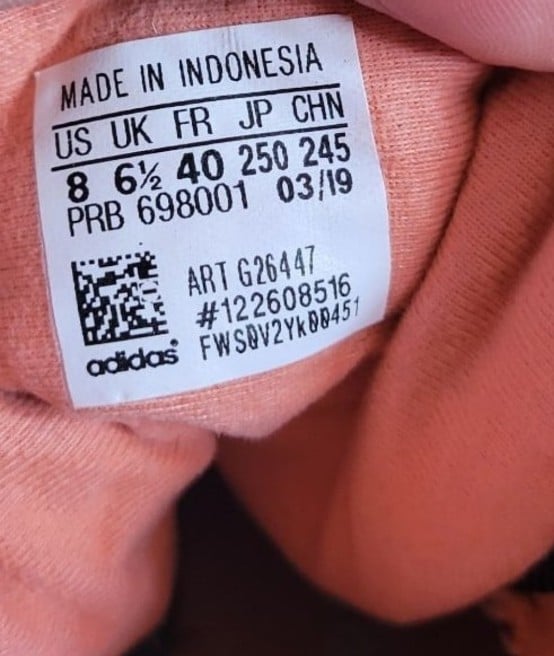 MADE IN INDONESIA
US UK FR JP CHN
8 6½ 40 250 245
PRB 698001 03/19
ART G26447
#122608516
FWS0V2Yk00451
adidas